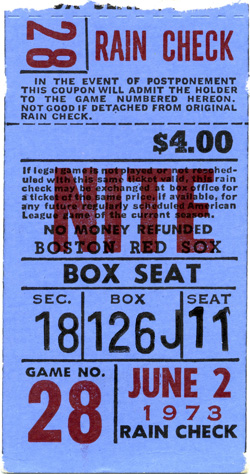 28
RAIN CHECK
IN THE EVENT OF POSTPONEMENT
THIS COUPON WILL ADMIT THE HOLDER
TO THE GAME NUMBERED HEREON.
NOT GOOD IF DETACHED FROM ORIGINAL
RAIN CHECK.
$4.00
If legal game is not played or not resched-
uled with this same ticket valid, this rain
check may be exchanged at box office for
a ticket of the same price, if available, for
any future regularly scheduled American
League game of the current season.
NO MONEY REFUNDED
BOSTON RED SOX
BOX SEAT
SEC. BOX SEAT
18 126 J 11
GAME NO.
28
JUNE 2
1973
RAIN CHECK